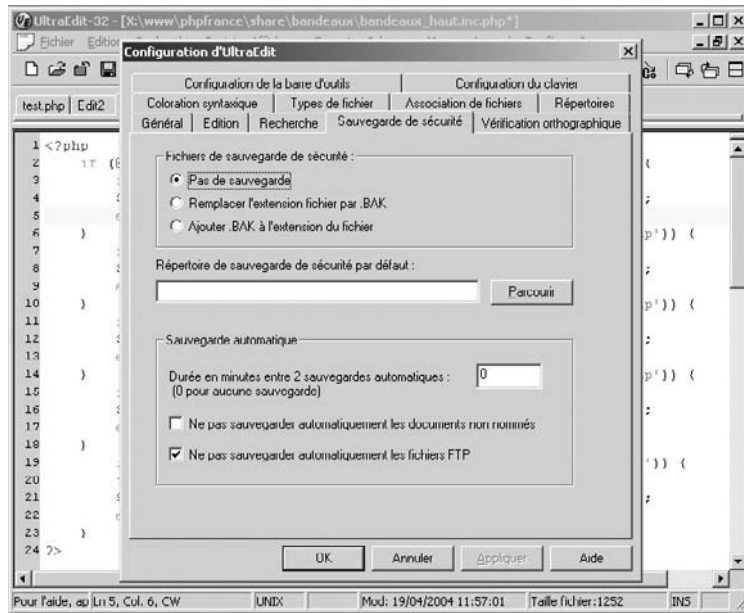 UltraEdit-32 - [X:\www\phpfrance\share\bandeaux\bandeaux_haut.inc.php*]
Fichier Edition
Configuration d'UltraEdit
test.php Edit2
Configuration de la barre d'outils Configuration du clavier
Coloration syntaxique Types de fichier Association de fichiers Répertoires
Général Edition Recherche Sauvegarde de sécurité Vérification orthographique
1 <?php
2 if (
3
4 ;
5
6 } p')) {
7
8 ;
9
10 } p')) {
11
12 ;
13
14 } p')) {
15
16 ;
17
18 }
19 ')) {
20
21 ;
22
23 }
24 ?>
Fichiers de sauvegarde de sécurité :
Pas de sauvegarde
Remplacer l'extension fichier par .BAK
Ajouter .BAK à l'extension du fichier
Répertoire de sauvegarde de sécurité par défaut :
Parcourir
Sauvegarde automatique
Durée en minutes entre 2 sauvegardes automatiques : 0
(0 pour aucune sauvegarde)
Ne pas sauvegarder automatiquement les documents non nommés
Ne pas sauvegarder automatiquement les fichiers FTP
OK Annuler Appliquer Aide
Pour l'aide, ap Ln 5, Col. 6, CW UNIX Mod: 19/04/2004 11:57:01 Taille fichier:1252 INS